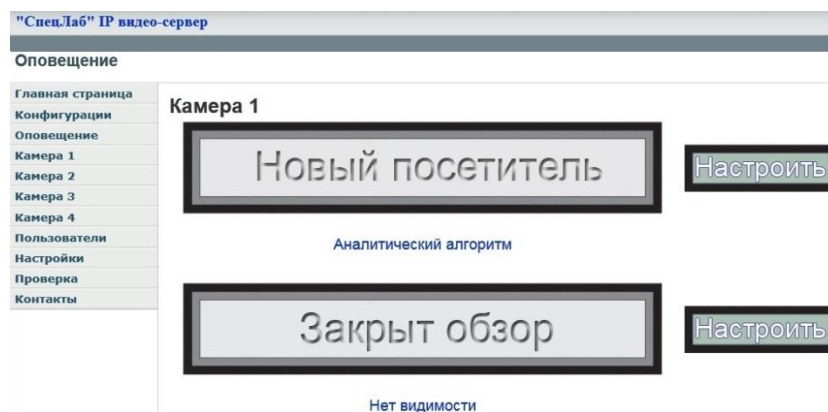 "СпецЛаб" IP видео-сервер
Оповещение
Главная страница
Конфигурации
Оповещение
Камера 1
Камера 2
Камера 3
Камера 4
Пользователи
Настройки
Проверка
Контакты
Камера 1
Новый посетитель
Настроить
Аналитический алгоритм
Закрыт обзор
Настроить
Нет видимости